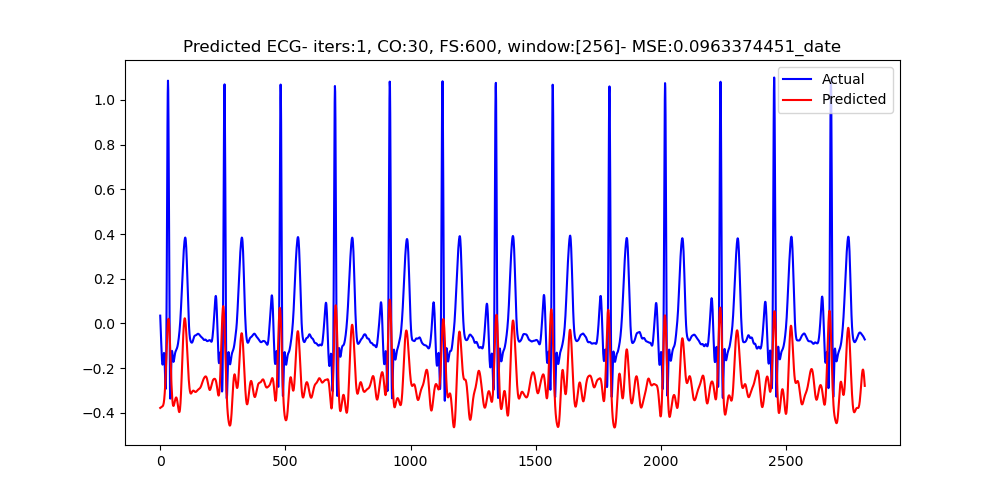 Predicted ECG- iters:1, CO:30, FS:600, window:[256]- MSE:0.0963374451_date
Actual
Predicted
1.0
0.8
0.6
0.4
0.2
0.0
−0.2
−0.4
0 500 1000 1500 2000 2500